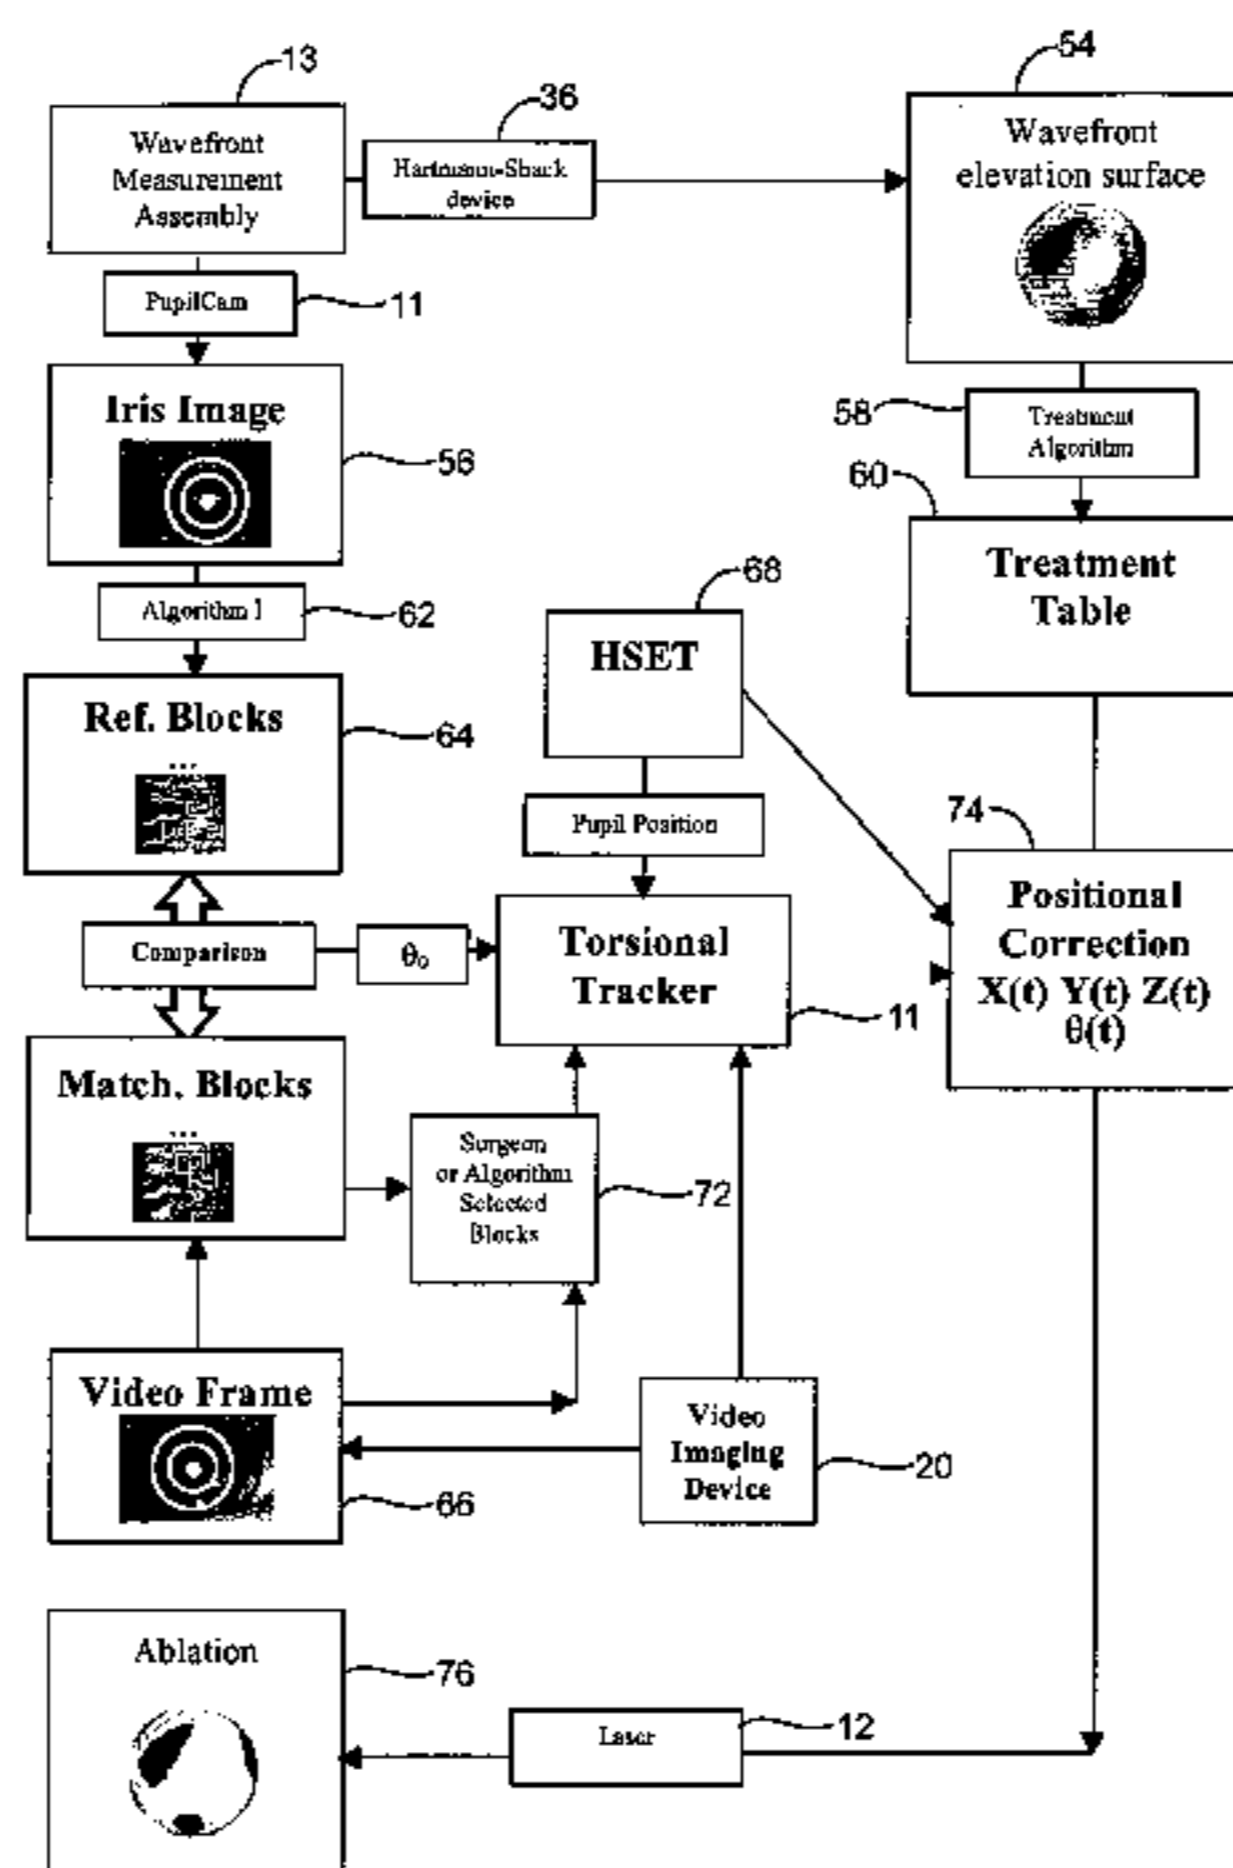 13
54
36
Wavefront
Measurement
Assembly
Hartmann-Shack
device
Wavefront
elevation surface
PupilCam
11
Iris Image
56
58
Treatment
Algorithm
60
Treatment
Table
Algorithm 1
62
68
HSET
Ref. Blocks
...
64
Pupil Position
74
Positional
Correction
X(t) Y(t) Z(t)
θ(t)
Comparison
θ₀
Torsional
Tracker
11
Match. Blocks
...
Surgeon
or Algorithm
Selected
Blocks
72
Video Frame
66
Video
Imaging
Device
20
Ablation
76
Laser
12